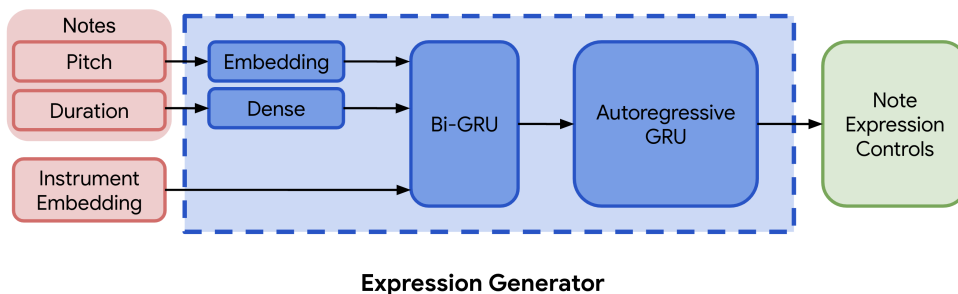 Notes
Pitch
Duration
Instrument
Embedding
Embedding
Dense
Bi-GRU
Autoregressive
GRU
Note
Expression
Controls
Expression Generator